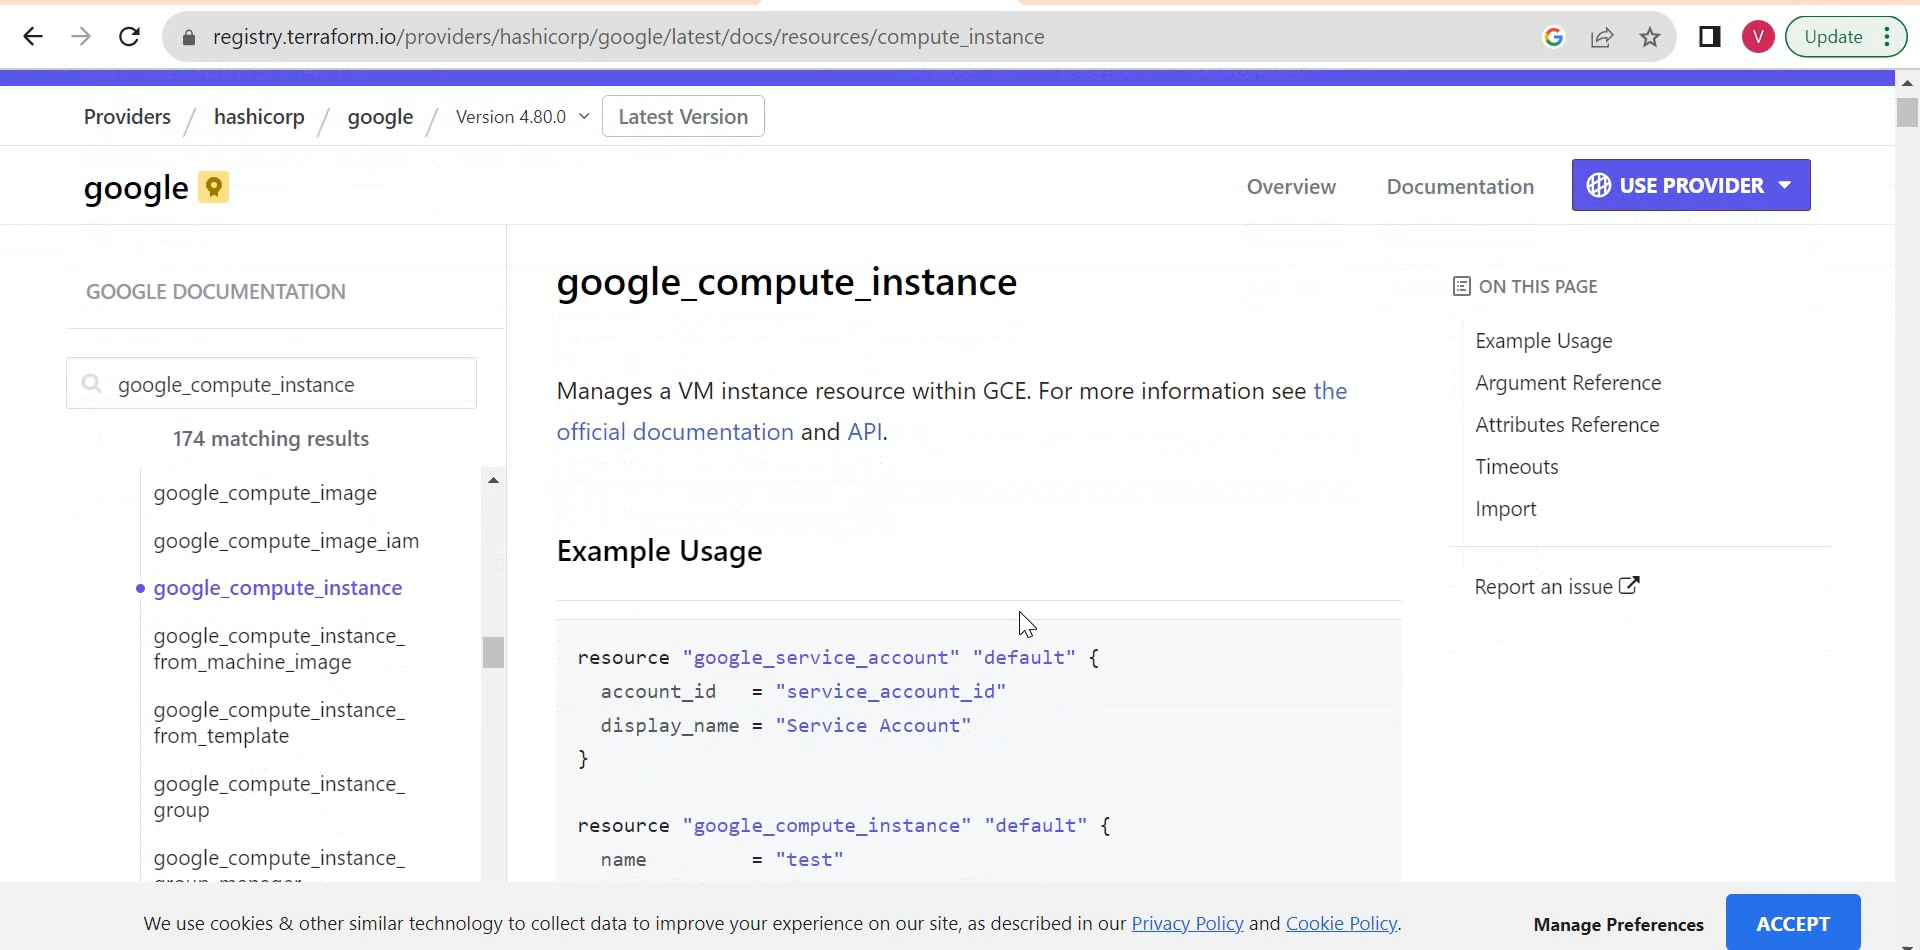 registry.terraform.io/providers/hashicorp/google/latest/docs/resources/compute_instance
V
Update
Providers / hashicorp / google / Version 4.80.0
Latest Version
google
Overview
Documentation
USE PROVIDER
GOOGLE DOCUMENTATION
google_compute_instance
174 matching results
google_compute_image
google_compute_image_iam
google_compute_instance
google_compute_instance_
from_machine_image
google_compute_instance_
from_template
google_compute_instance_
group
google_compute_instance_
google_compute_instance
Manages a VM instance resource within GCE. For more information see the
official documentation and API.
Example Usage
resource "google_service_account" "default" {
account_id = "service_account_id"
display_name = "Service Account"
}
resource "google_compute_instance" "default" {
name = "test"
ON THIS PAGE
Example Usage
Argument Reference
Attributes Reference
Timeouts
Import
Report an issue
We use cookies & other similar technology to collect data to improve your experience on our site, as described in our Privacy Policy and Cookie Policy.
Manage Preferences
ACCEPT